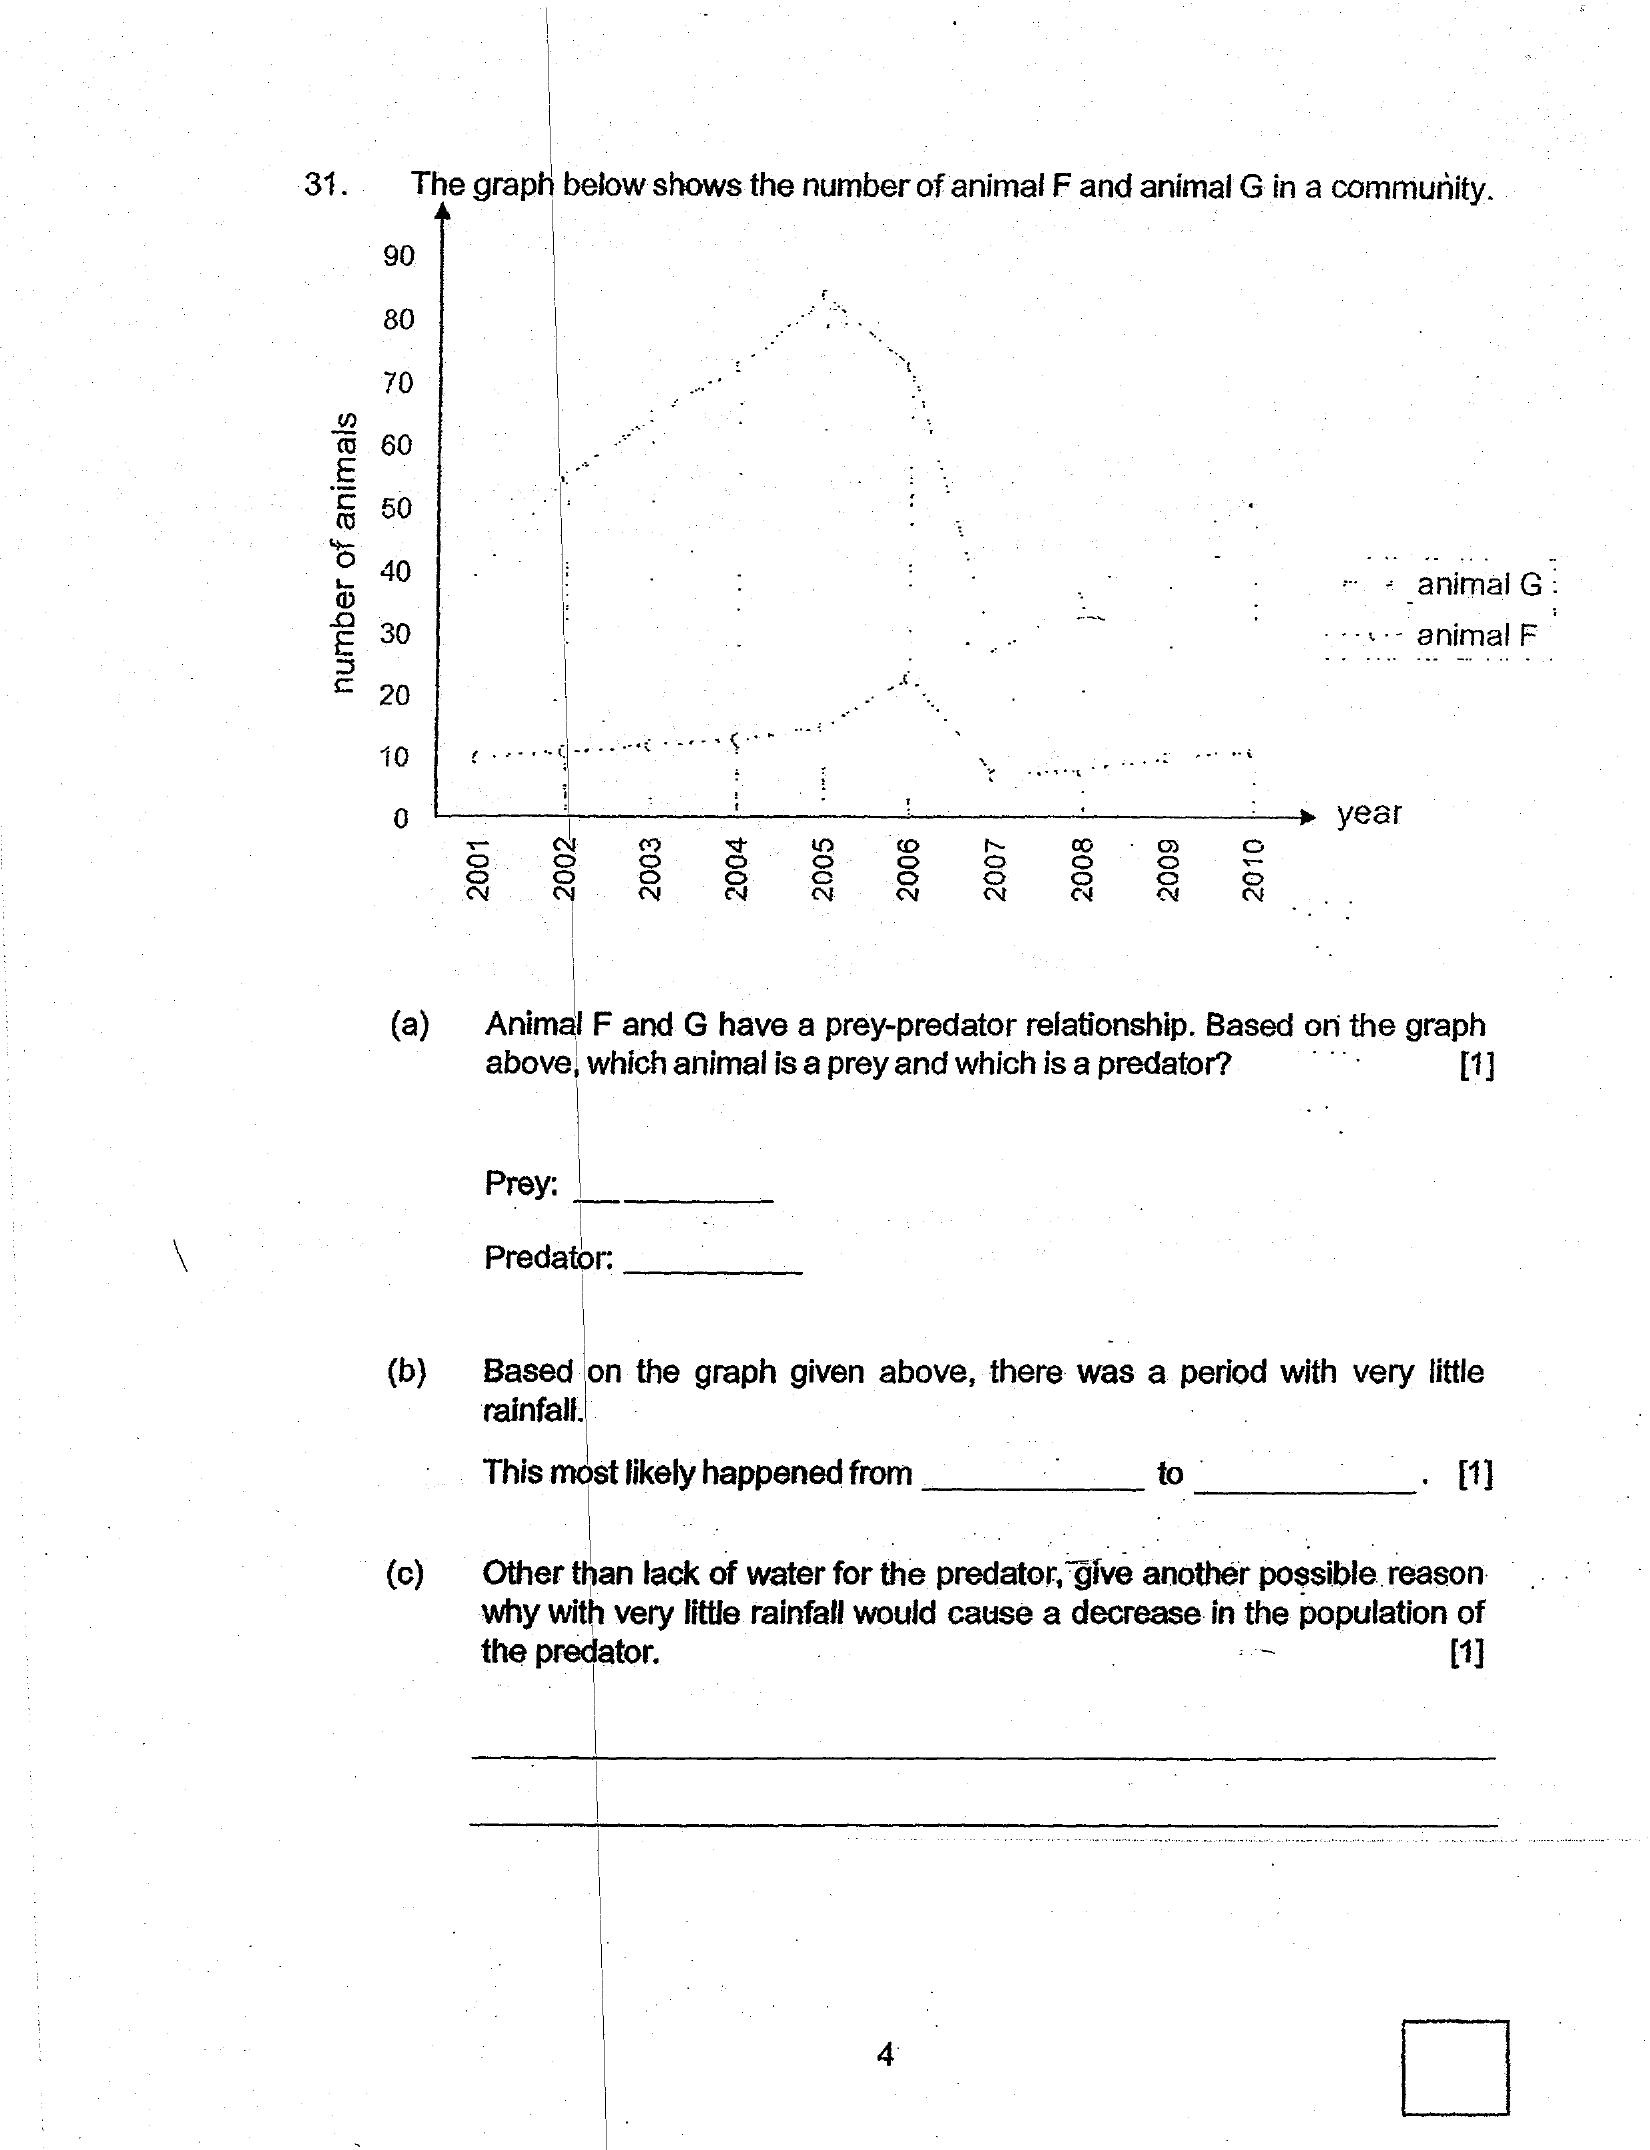 31. The graph below shows the number of animal F and animal G in a community.
90
80
70
60
50
40
30
20
10
0
number of animals
animal G
animal F
year
2001 2002 2003 2004 2005 2006 2007 2008 2009 2010
(a) Animal F and G have a prey-predator relationship. Based on the graph
above, which animal is a prey and which is a predator? [1]
Prey: ____________
Predator: ____________
(b) Based on the graph given above, there was a period with very little
rainfall.
This most likely happened from ____________ to ____________. [1]
(c) Other than lack of water for the predator, give another possible reason
why with very little rainfall would cause a decrease in the population of
the predator. [1]
4